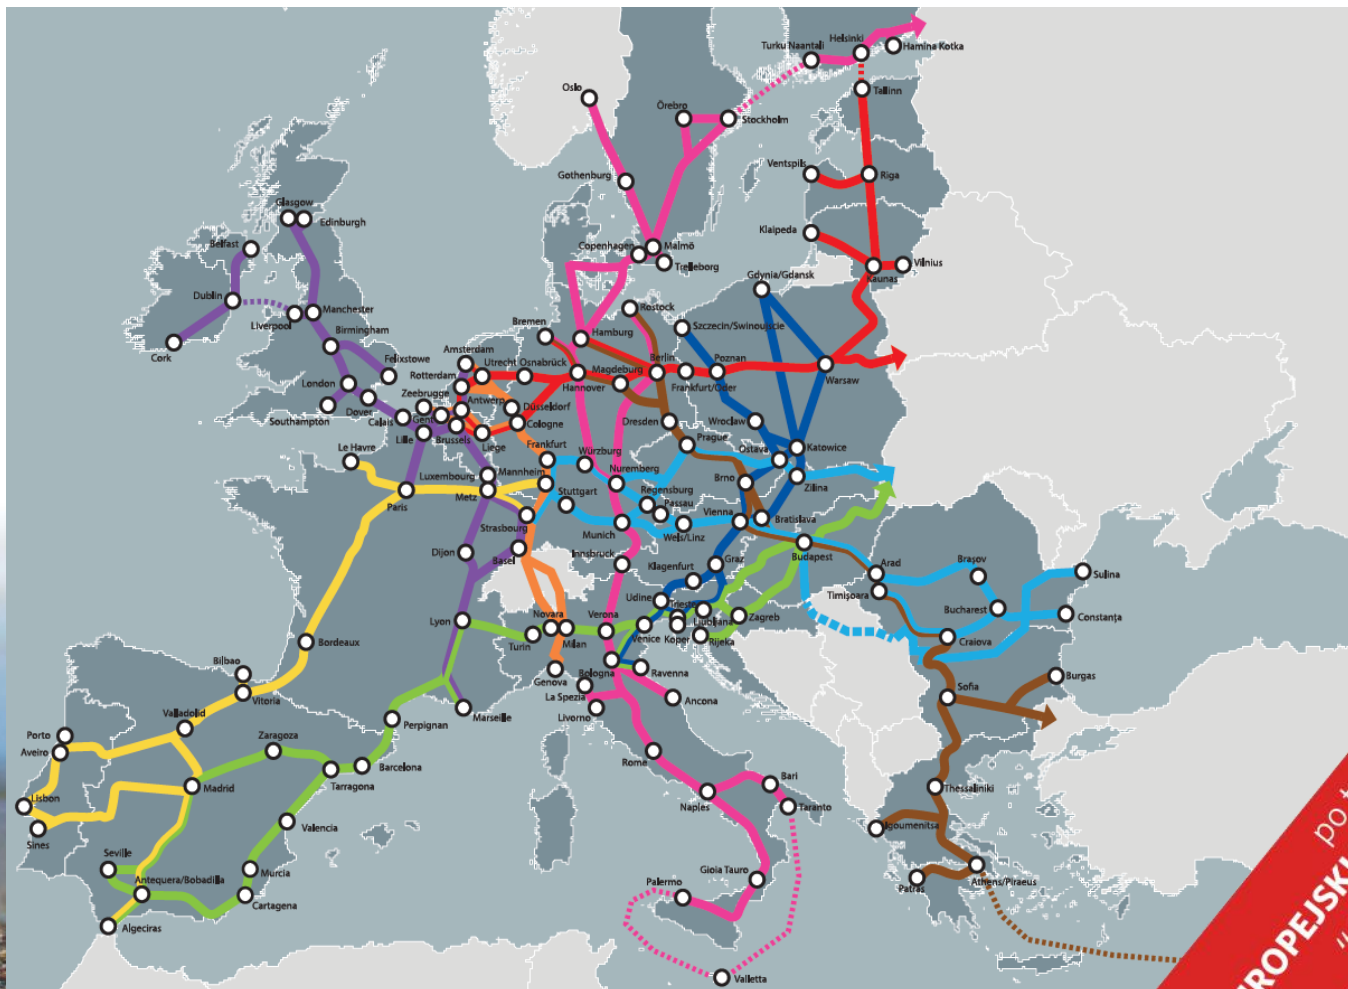 Helsinki
Turku Naantali
Hamina Kotka
Oslo
Tallinn
Örebro
Stockholm
Ventspils
Riga
Gothenburg
Glasgow
Edinburgh
Klaipeda
Belfast
Copenhagen
Malmö
Trelleborg
Vilnius
Kaunas
Gdynia/Gdansk
Dublin
Rostock
Manchester
Liverpool
Bremen
Szczecin/Swinoujscie
Birmingham
Hamburg
Cork
Felixstowe
Amsterdam
Utrecht
Osnabrück
Magdeburg
Berlin
Poznan
Warsaw
Rotterdam
Hannover
Frankfurt/Oder
London
Zeebrugge
Antwerp
Düsseldorf
Dover
Southampton
Calais
Gent
Cologne
Dresden
Wroclaw
Lille
Brussels
Liege
Prague
Katowice
Le Havre
Frankfurt
Würzburg
Ostava
Luxembourg
Mannheim
Nuremberg
Brno
Zilina
Metz
Stuttgart
Regensburg
Paris
Passau
Strasbourg
Vienna
Bratislava
Munich
Wels/Linz
Dijon
Basel
Innsbruck
Budapest
Graz
Klagenfurt
Arad
Braşov
Sulina
Timişoara
Udine
Trieste
Bucharest
Constanţa
Novara
Verona
Ljubljana
Zagreb
Lyon
Turin
Milan
Venice
Koper
Rijeka
Craiova
Bordeaux
Bilbao
Genova
Bologna
Ravenna
Burgas
Vitoria
La Spezia
Ancona
Sofia
Valladolid
Marseille
Livorno
Perpignan
Porto
Aveiro
Zaragoza
Rome
Barcelona
Bari
Madrid
Tarragona
Naples
Thessaliniki
Lisbon
Taranto
Sines
Valencia
Igoumenitsa
Seville
Murcia
Gioia Tauro
Antequera/Bobadilla
Palermo
Patras
Athens/Piraeus
Cartagena
Algeciras
Valletta
po
ROPEJSKI